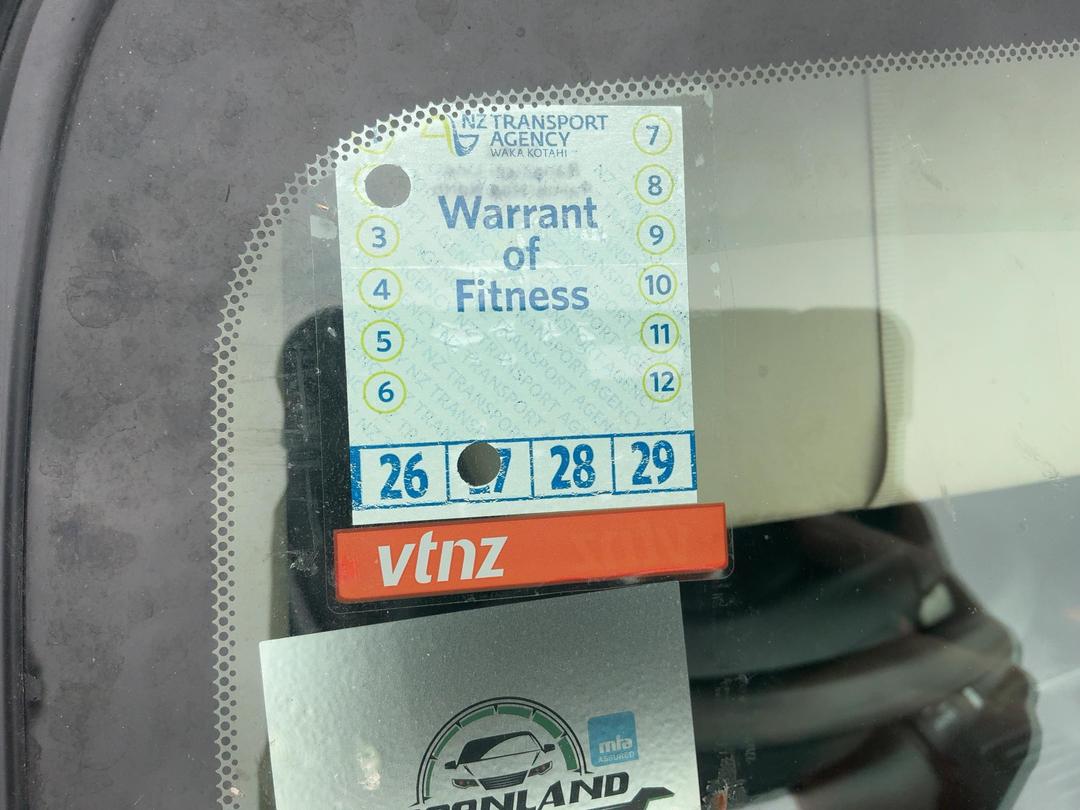 NZ TRANSPORT
AGENCY
WAKA KOTAHI
Warrant
of
Fitness
3
4
5
6
7
8
9
10
11
12
26
28
29
vtnz
mta
ASSURED